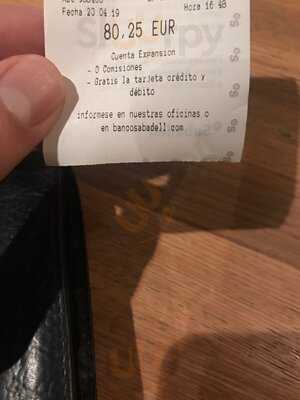 Fecha 20 04 19 Hora 16 48
80,25 EUR
Cuenta Expansion
- 0 Comisiones
- Gratis la tarjeta crédito y
débito
infórmese en nuestras oficinas o
en bancosabadell.com